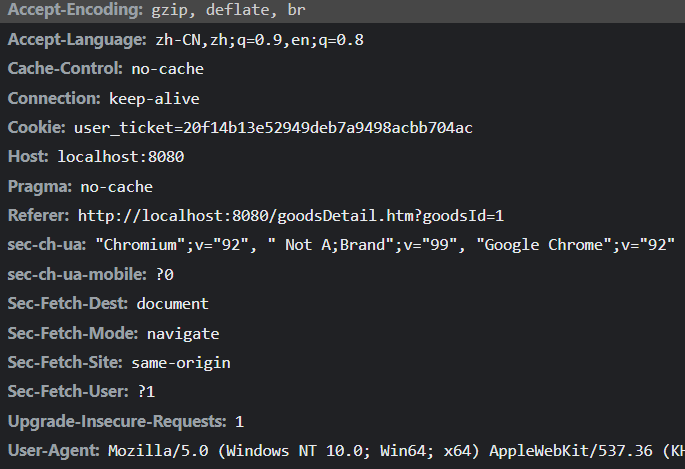 Accept-Encoding: gzip, deflate, br
Accept-Language: zh-CN,zh;q=0.9,en;q=0.8
Cache-Control: no-cache
Connection: keep-alive
Cookie: user_ticket=20f14b13e52949deb7a9498acbb704ac
Host: localhost:8080
Pragma: no-cache
Referer: http://localhost:8080/goodsDetail.htm?goodsId=1
sec-ch-ua: "Chromium";v="92", " Not A;Brand";v="99", "Google Chrome";v="92"
sec-ch-ua-mobile: ?0
Sec-Fetch-Dest: document
Sec-Fetch-Mode: navigate
Sec-Fetch-Site: same-origin
Sec-Fetch-User: ?1
Upgrade-Insecure-Requests: 1
User-Agent: Mozilla/5.0 (Windows NT 10.0; Win64; x64) AppleWebKit/537.36 (KH